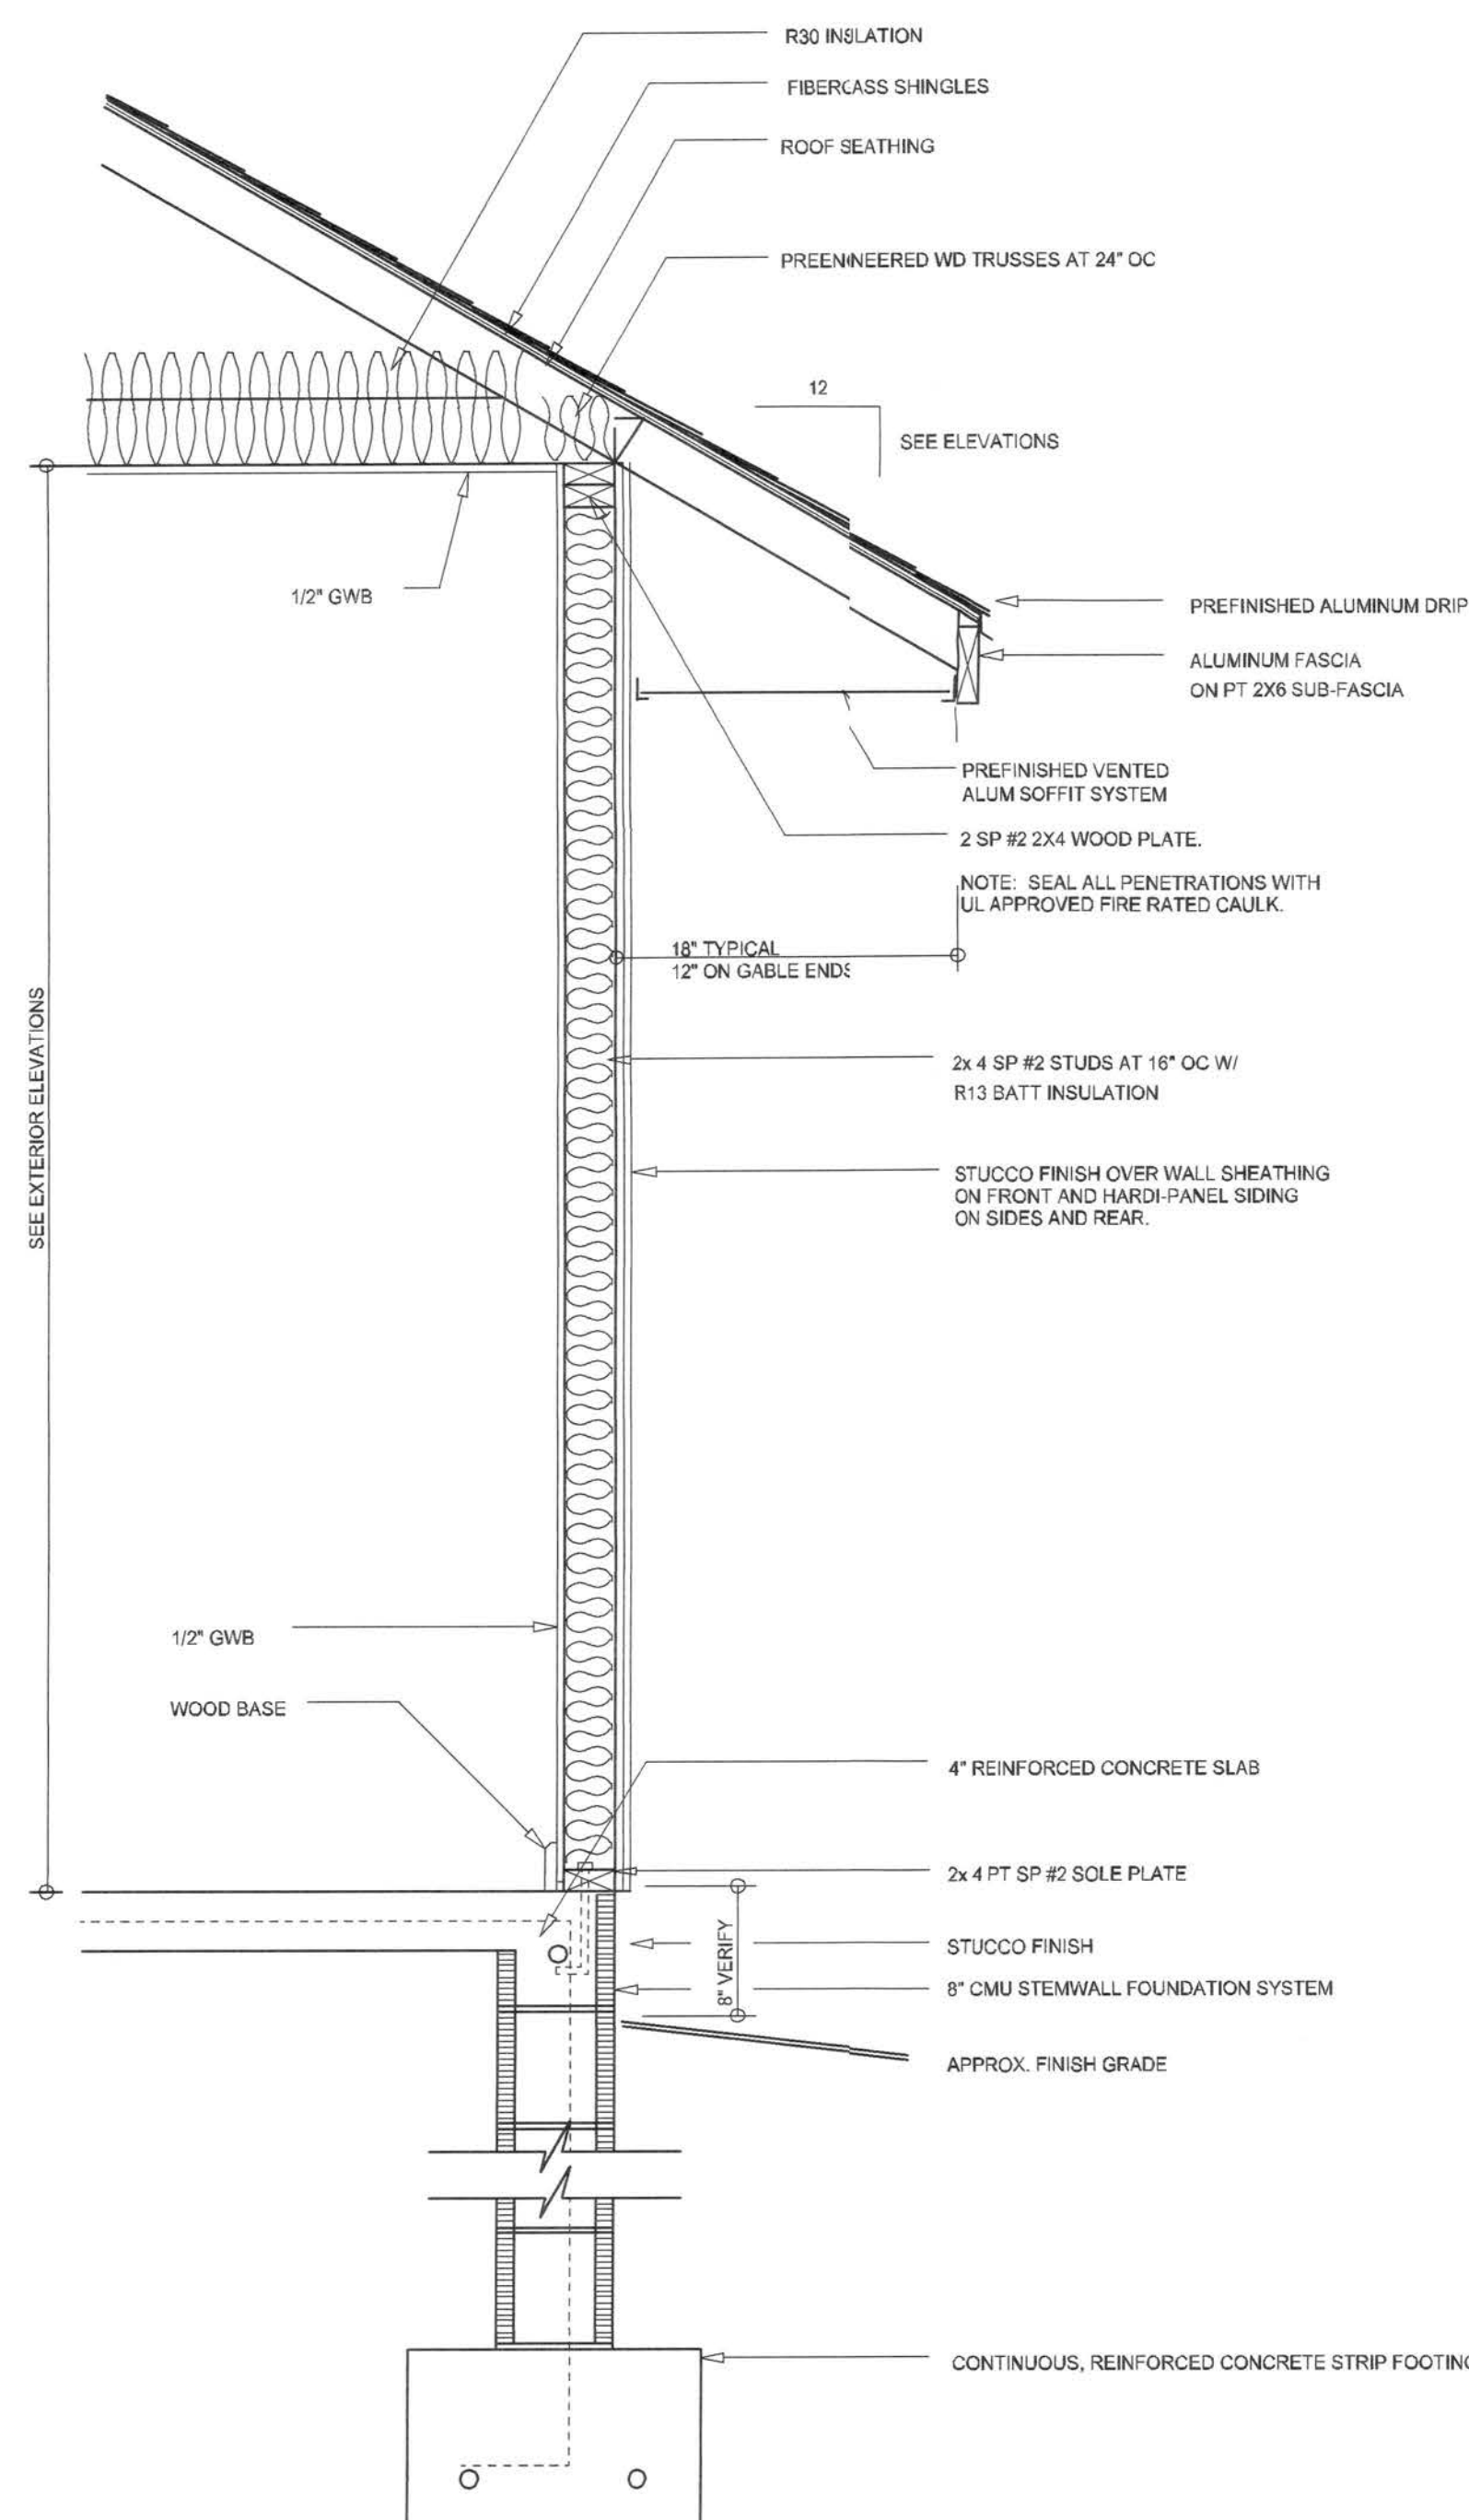 R30 INSLATION
FIBERGASS SHINGLES
ROOF SEATHING
PREENINEERED WD TRUSSES AT 24" OC
12
SEE ELEVATIONS
1/2" GWB
PREFINISHED ALUMINUM DRIP
ALUMINUM FASCIA
ON PT 2X6 SUB-FASCIA
PREFINISHED VENTED
ALUM SOFFIT SYSTEM
2 SP #2 2X4 WOOD PLATE.
NOTE: SEAL ALL PENETRATIONS WITH
UL APPROVED FIRE RATED CAULK.
18" TYPICAL
12" ON GABLE ENDS
SEE EXTERIOR ELEVATIONS
2x 4 SP #2 STUDS AT 16" OC W/
R13 BATT INSULATION
STUCCO FINISH OVER WALL SHEATHING
ON FRONT AND HARDI-PANEL SIDING
ON SIDES AND REAR.
1/2" GWB
WOOD BASE
4" REINFORCED CONCRETE SLAB
2x 4 PT SP #2 SOLE PLATE
8" VERIFY
STUCCO FINISH
8" CMU STEMWALL FOUNDATION SYSTEM
APPROX. FINISH GRADE
CONTINUOUS, REINFORCED CONCRETE STRIP FOOTING